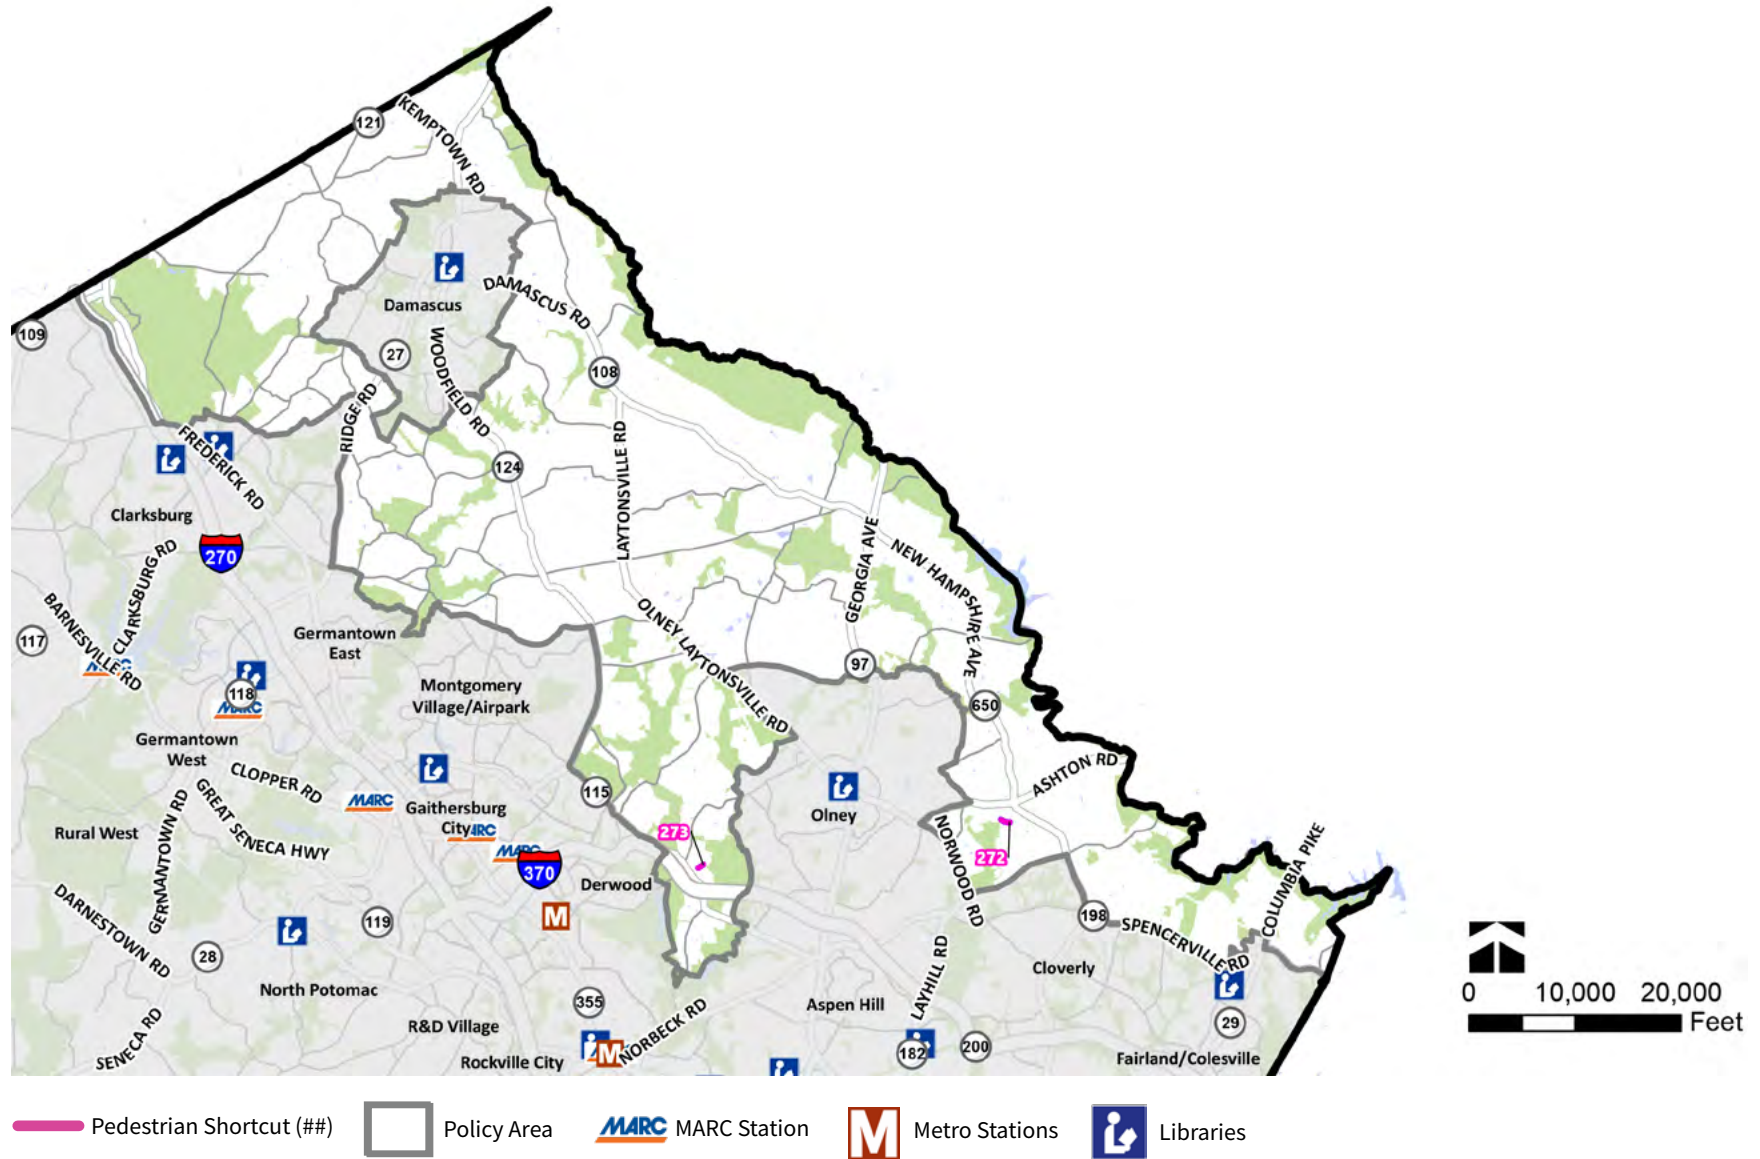 121
KEMPTOWN RD
Damascus
DAMASCUS RD
109
27
WOODFIELD RD
108
RIDGE RD
FREDERICK RD
124
LAYTONSVILLE RD
Clarksburg
270
CLARKSBURG RD
GEORGIA AVE
NEW HAMPSHIRE AVE
BARNESVILLE RD
117
MARC
Germantown
East
OLNEY LAYTONSVILLE RD
97
118
MARC
Montgomery
Village/Airpark
650
Germantown
West
CLOPPER RD
ASHTON RD
GREAT SENECA HWY
MARC
115
Gaithersburg
City
MARC
Olney
Rural West
GERMANTOWN RD
273
272
NORWOOD RD
COLUMBIA PIKE
MARC
370
Derwood
DARNESTOWN RD
119
M
198
SPENCERVILLE RD
28
North Potomac
LAYHILL RD
Cloverly
Aspen Hill
355
R&D Village
NORBECK RD
SENECA RD
Rockville City
M
182
200
29
Fairland/Colesville
0 10,000 20,000
Feet
Pedestrian Shortcut (##)
Policy Area
MARC MARC Station
M Metro Stations
Libraries